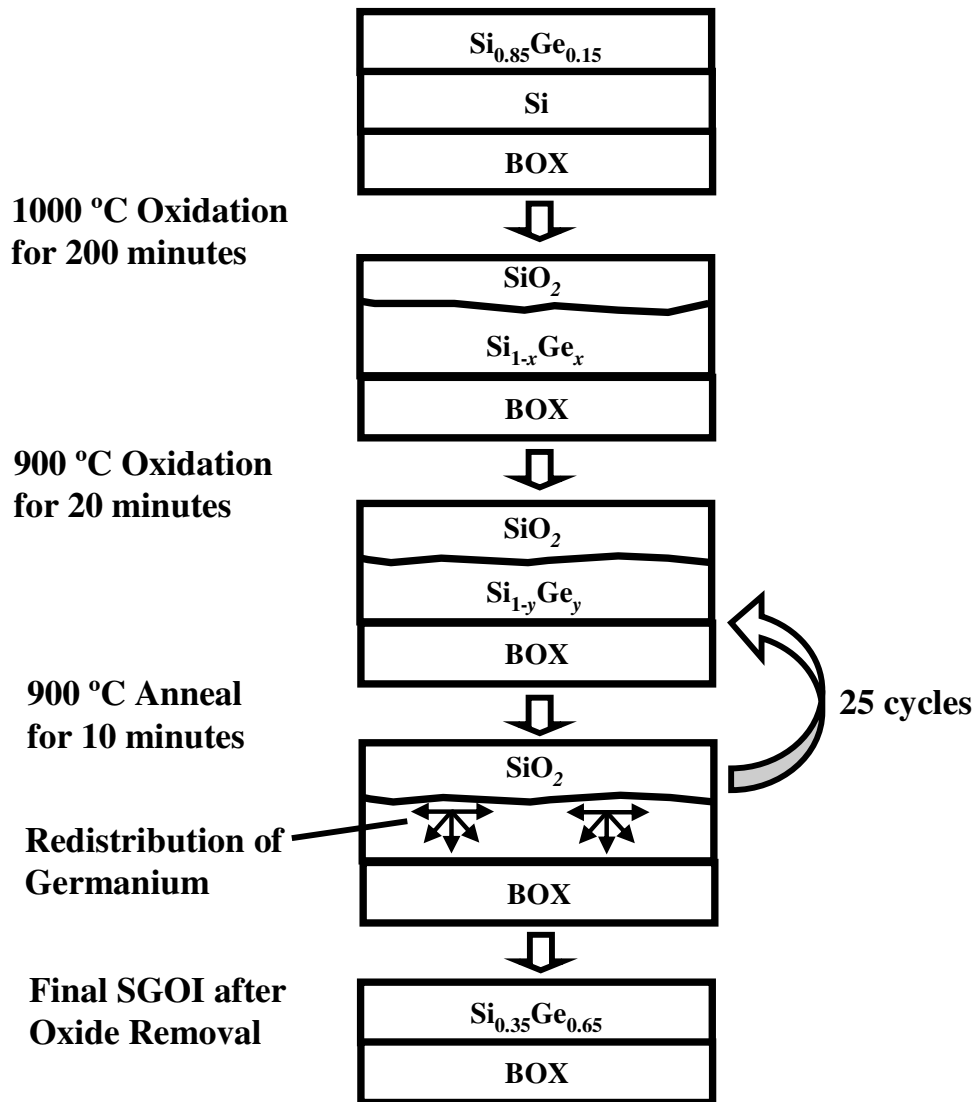 Si0.85Ge0.15
Si
BOX
1000 ºC Oxidation
for 200 minutes
SiO2
Si1-xGex
BOX
900 ºC Oxidation
for 20 minutes
SiO2
Si1-yGey
BOX
900 ºC Anneal
for 10 minutes
25 cycles
SiO2
Redistribution of
Germanium
BOX
Final SGOI after
Oxide Removal
Si0.35Ge0.65
BOX